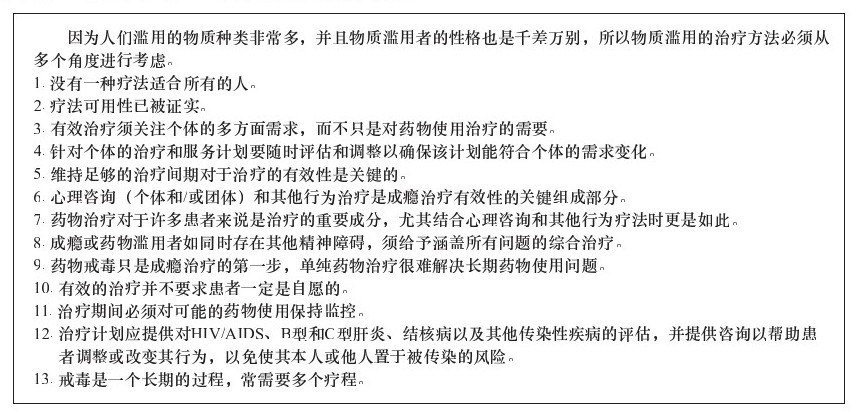 因为人们滥用的物质种类非常多，并且物质滥用者的性格也是千差万别，所以物质滥用的治疗方法必须从
多个角度进行考虑。
1. 没有一种疗法适合所有的人。
2. 疗法可用性已被证实。
3. 有效治疗须关注个体的多方面需求，而不只是对药物使用治疗的需要。
4. 针对个体的治疗和服务计划要随时评估和调整以确保该计划能符合个体的需求变化。
5. 维持足够的治疗间期对于治疗的有效性是关键的。
6. 心理咨询（个体和/或团体）和其他行为治疗是成瘾治疗有效性的关键组成部分。
7. 药物治疗对于许多患者来说是治疗的重要成分，尤其结合心理咨询和其他行为疗法时更是如此。
8. 成瘾或药物滥用者如同时存在其他精神障碍，须给予涵盖所有问题的综合治疗。
9. 药物戒毒只是成瘾治疗的第一步，单纯药物治疗很难解决长期药物使用问题。
10. 有效的治疗并不要求患者一定是自愿的。
11. 治疗期间必须对可能的药物使用保持监控。
12. 治疗计划应提供对HIV/AIDS、B型和C型肝炎、结核病以及其他传染性疾病的评估，并提供咨询以帮助患
者调整或改变其行为，以免使其本人或他人置于被传染的风险。
13. 戒毒是一个长期的过程，常需要多个疗程。